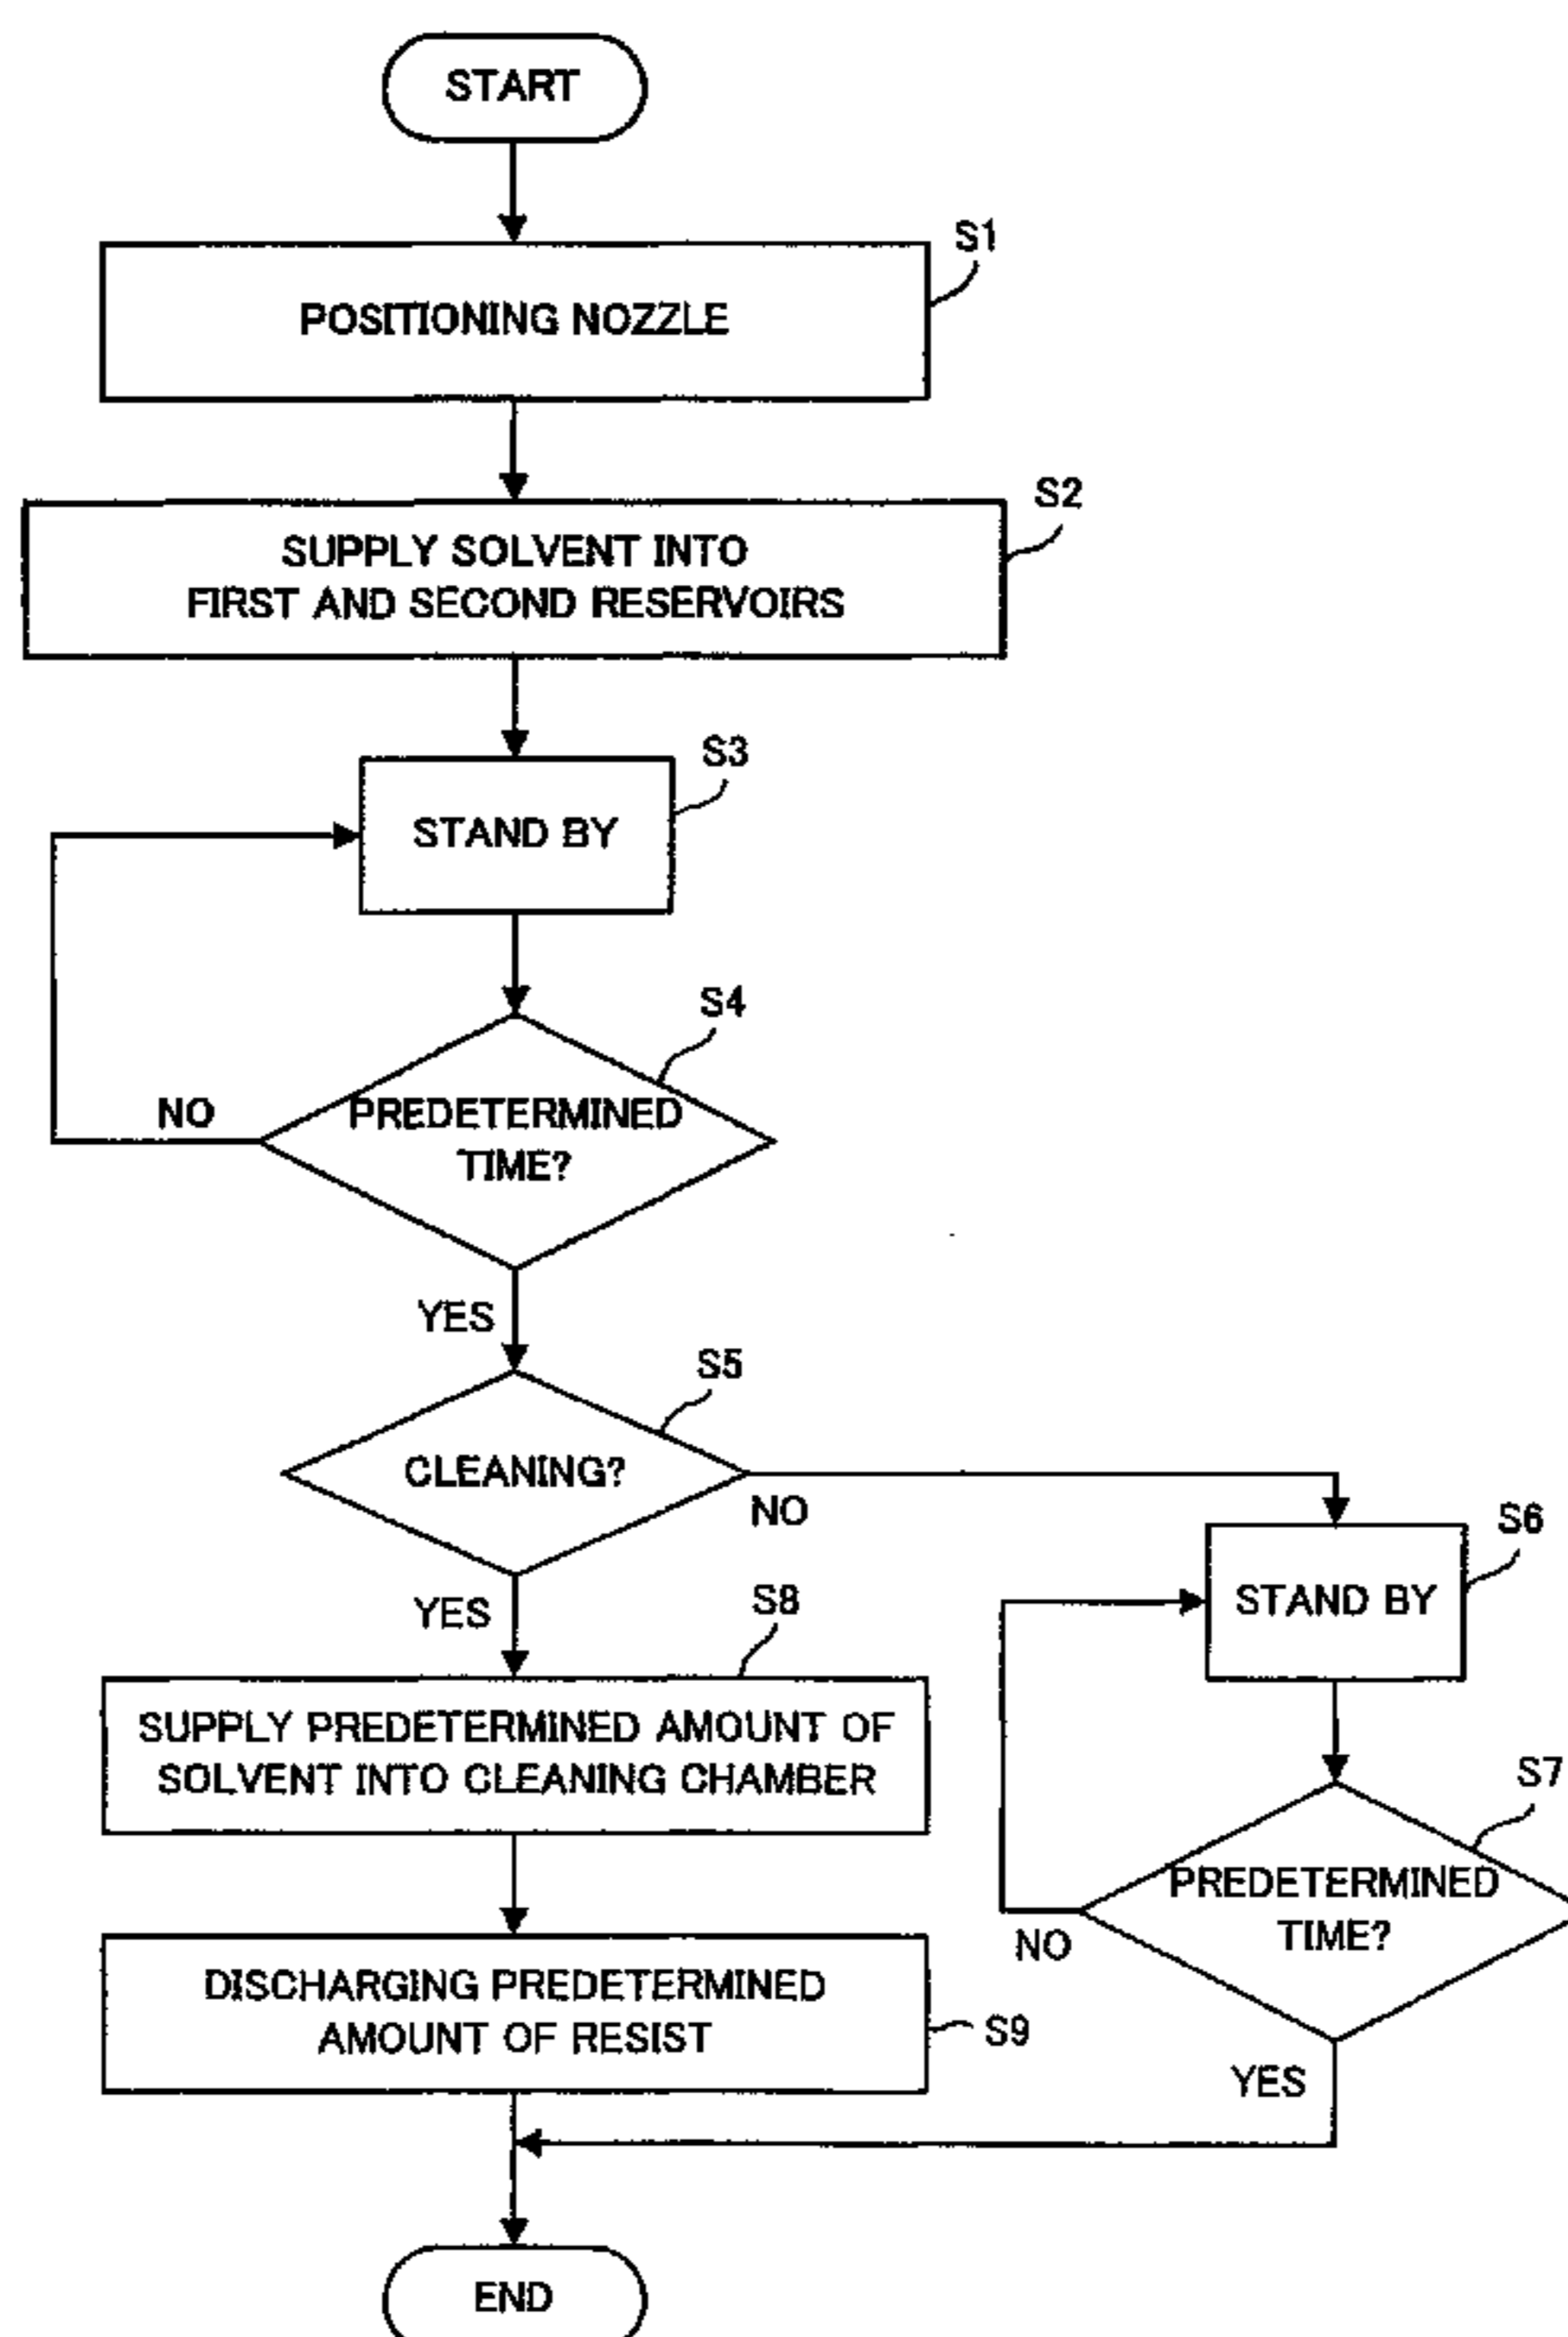 START
S1
POSITIONING NOZZLE
S2
SUPPLY SOLVENT INTO
FIRST AND SECOND RESERVOIRS
S3
STAND BY
S4
PREDETERMINED
TIME?
NO
YES
S5
CLEANING?
NO
YES
S6
STAND BY
S7
PREDETERMINED
TIME?
NO
YES
S8
SUPPLY PREDETERMINED AMOUNT OF
SOLVENT INTO CLEANING CHAMBER
DISCHARGING PREDETERMINED
AMOUNT OF RESIST
S9
END